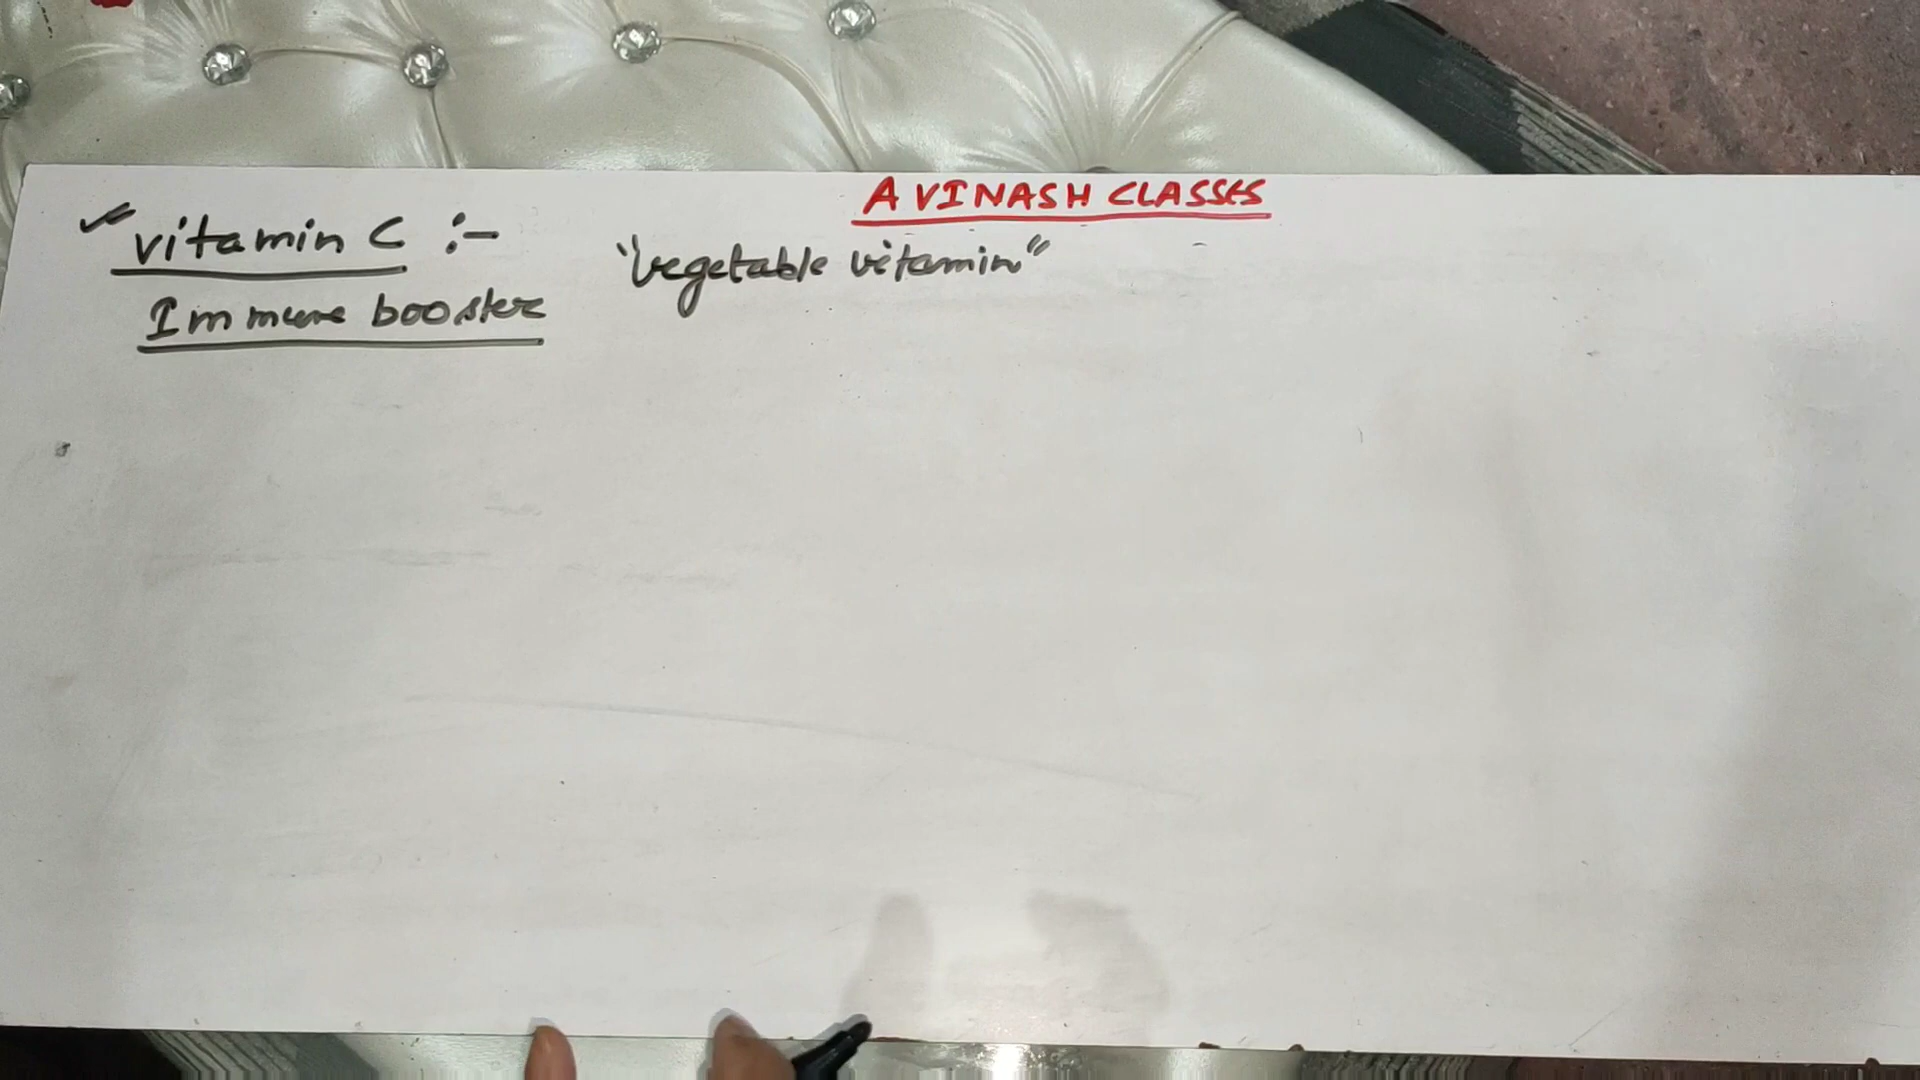 AVINASH CLASSES
vitamin C :-
"vegetable vitamin"
Immune booster